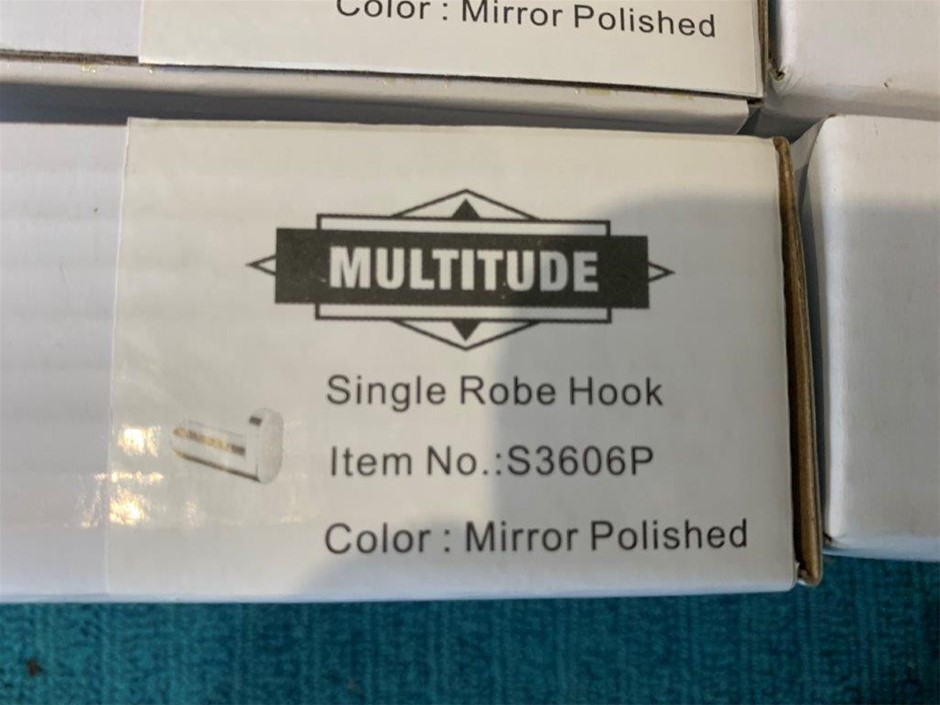 Color : Mirror Polished
MULTITUDE
Single Robe Hook
Item No.:S3606P
Color : Mirror Polished